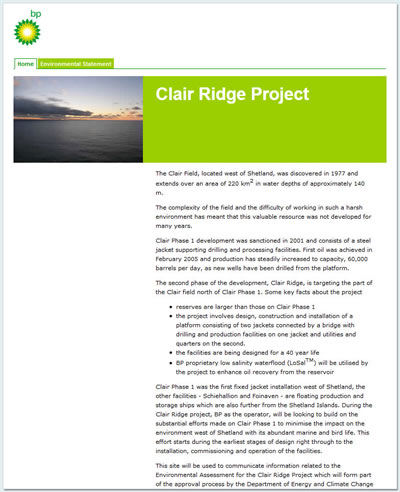 bp
Home Environmental Statement
Clair Ridge Project
The Clair Field, located west of Shetland, was discovered in 1977 and
extends over an area of 220 km2 in water depths of approximately 140
m.
The complexity of the field and the difficulty of working in such a harsh
environment has meant that this valuable resource was not developed for
many years.
Clair Phase 1 development was sanctioned in 2001 and consists of a steel
jacket supporting drilling and processing facilities. First oil was achieved in
February 2005 and production has steadily increased to capacity, 60,000
barrels per day, as new wells have been drilled from the platform.
The second phase of the development, Clair Ridge, is targeting the part of
the Clair field north of Clair Phase 1. Some key facts about the project
• reserves are larger than those on Clair Phase 1
• the project involves design, construction and installation of a
platform consisting of two jackets connected by a bridge with
drilling and production facilities on one jacket and utilities and
quarters on the second.
• the facilities are being designed for a 40 year life
• BP proprietary low salinity waterflood (LoSalTM) will be utilised by
the project to enhance oil recovery from the reservoir
Clair Phase 1 was the first fixed jacket installation west of Shetland, the
other facilities - Schiehallion and Foinaven - are floating production and
storage ships which are also further from the Shetland Islands. During the
Clair Ridge project, BP as the operator, will be looking to build on the
substantial efforts made on Clair Phase 1 to minimise the impact on the
environment west of Shetland with its abundant marine and bird life. This
effort starts during the earliest stages of design right through to the
installation, commissioning and operation of the facilities.
This site will be used to communicate information related to the
Environmental Assessment for the Clair Ridge Project which will form part
of the approval process by the Department of Energy and Climate Change